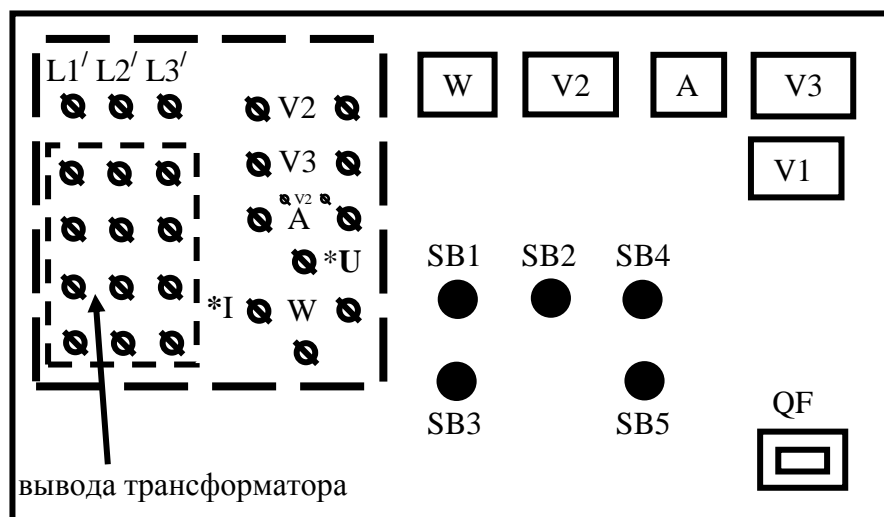 L1/ L2/ L3/
W V2 A V3
V2
V3
V1
V2
A
*U
SB1 SB2 SB4
*I W
QF
SB3 SB5
вывода трансформатора